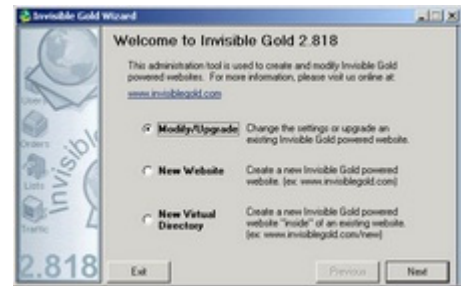 Invisible Gold Wizard
Welcome to Invisible Gold 2.818
This administration tool is used to create and modify Invisible Gold
powered websites. For more information, please visit us online at:
www.invisiblegold.com
Modify/Upgrade
Change the settings or upgrade an
existing Invisible Gold powered website.
New Website
Create a new Invisible Gold powered
website. (ex: www.invisiblegold.com)
New Virtual
Directory
Create a new Invisible Gold powered
website "inside" of an existing website.
(ex: www.invisiblegold.com/new)
Users
Orders
Lists
Traffic
Invisible
2.818
Exit
Previous
Next